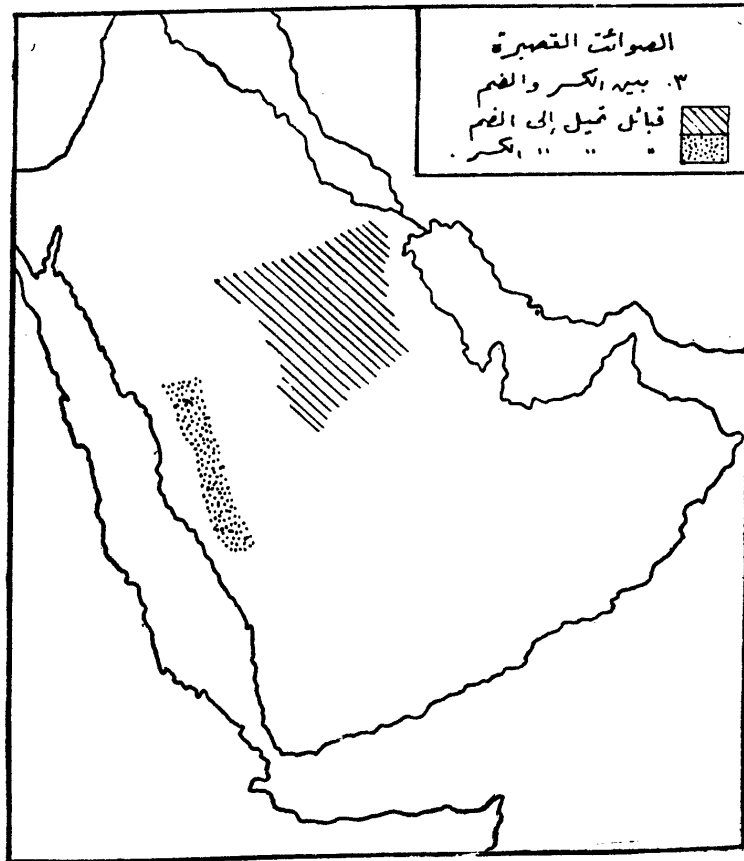 الصوائت القصيرة
٣. بين الكسر والضم
قبائل تميل إلى الضم
" " " الكسر .